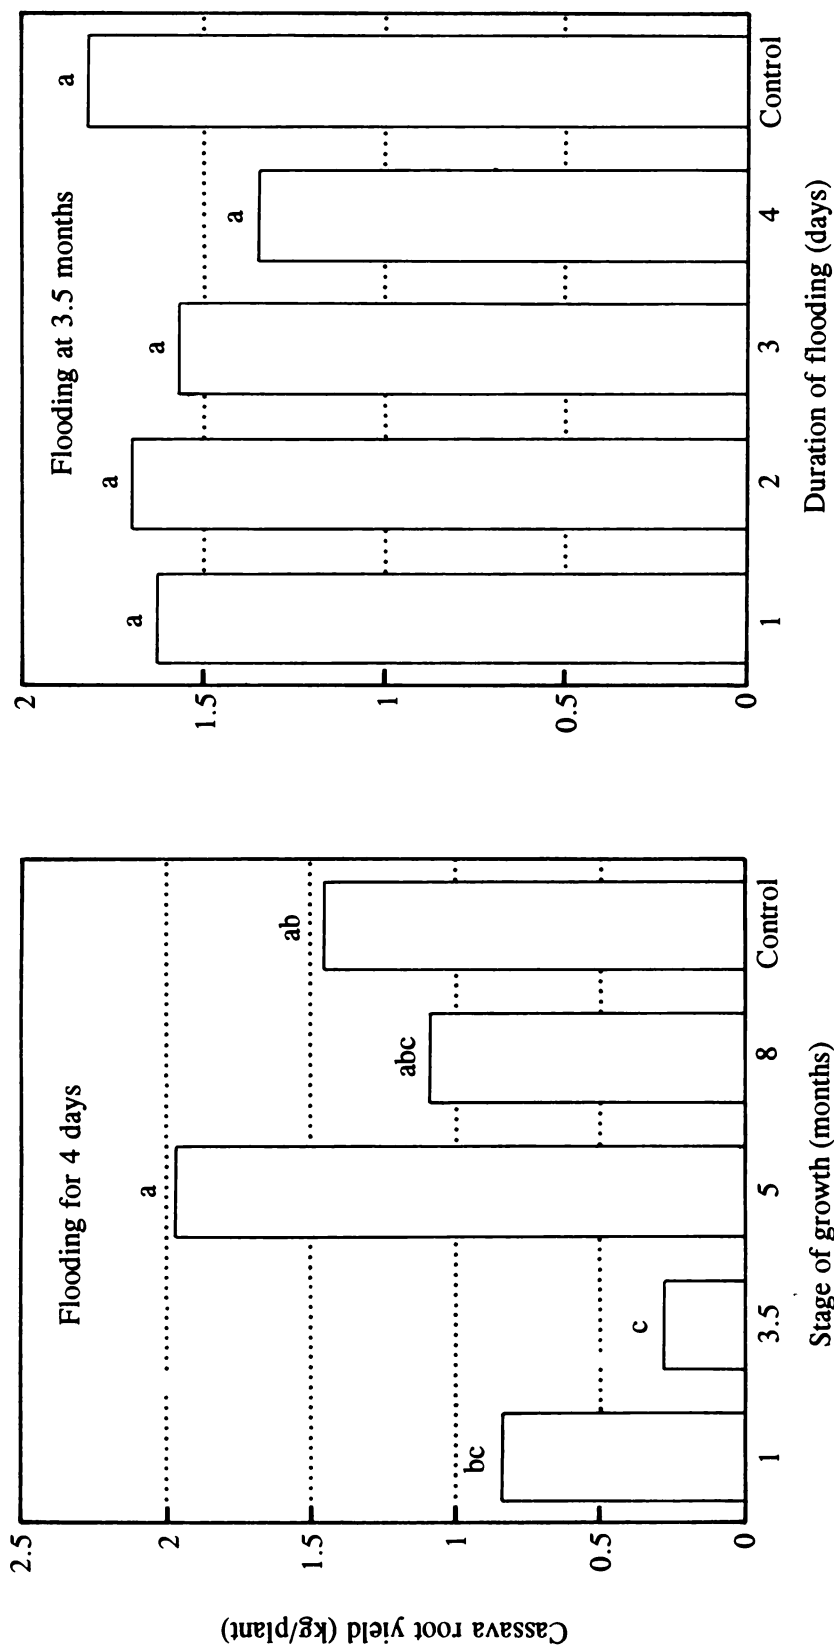 Cassava root yield (kg/plant)
Flooding for 4 days
2.5
2
1.5
1
0.5
0
bc
c
a
abc
ab
1 3.5 5 8 Control
Stage of growth (months)
Flooding at 3.5 months
2
1.5
1
0.5
0
a
a
a
a
a
1 2 3 4 Control
Duration of flooding (days)